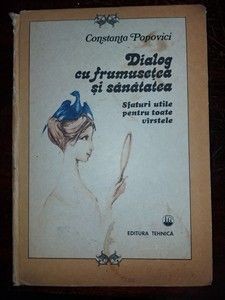 Constanța Popovici
Dialog
cu frumusețea
și sănătatea
Sfaturi utile
pentru toate
vîrstele
EDITURA TEHNICĂ